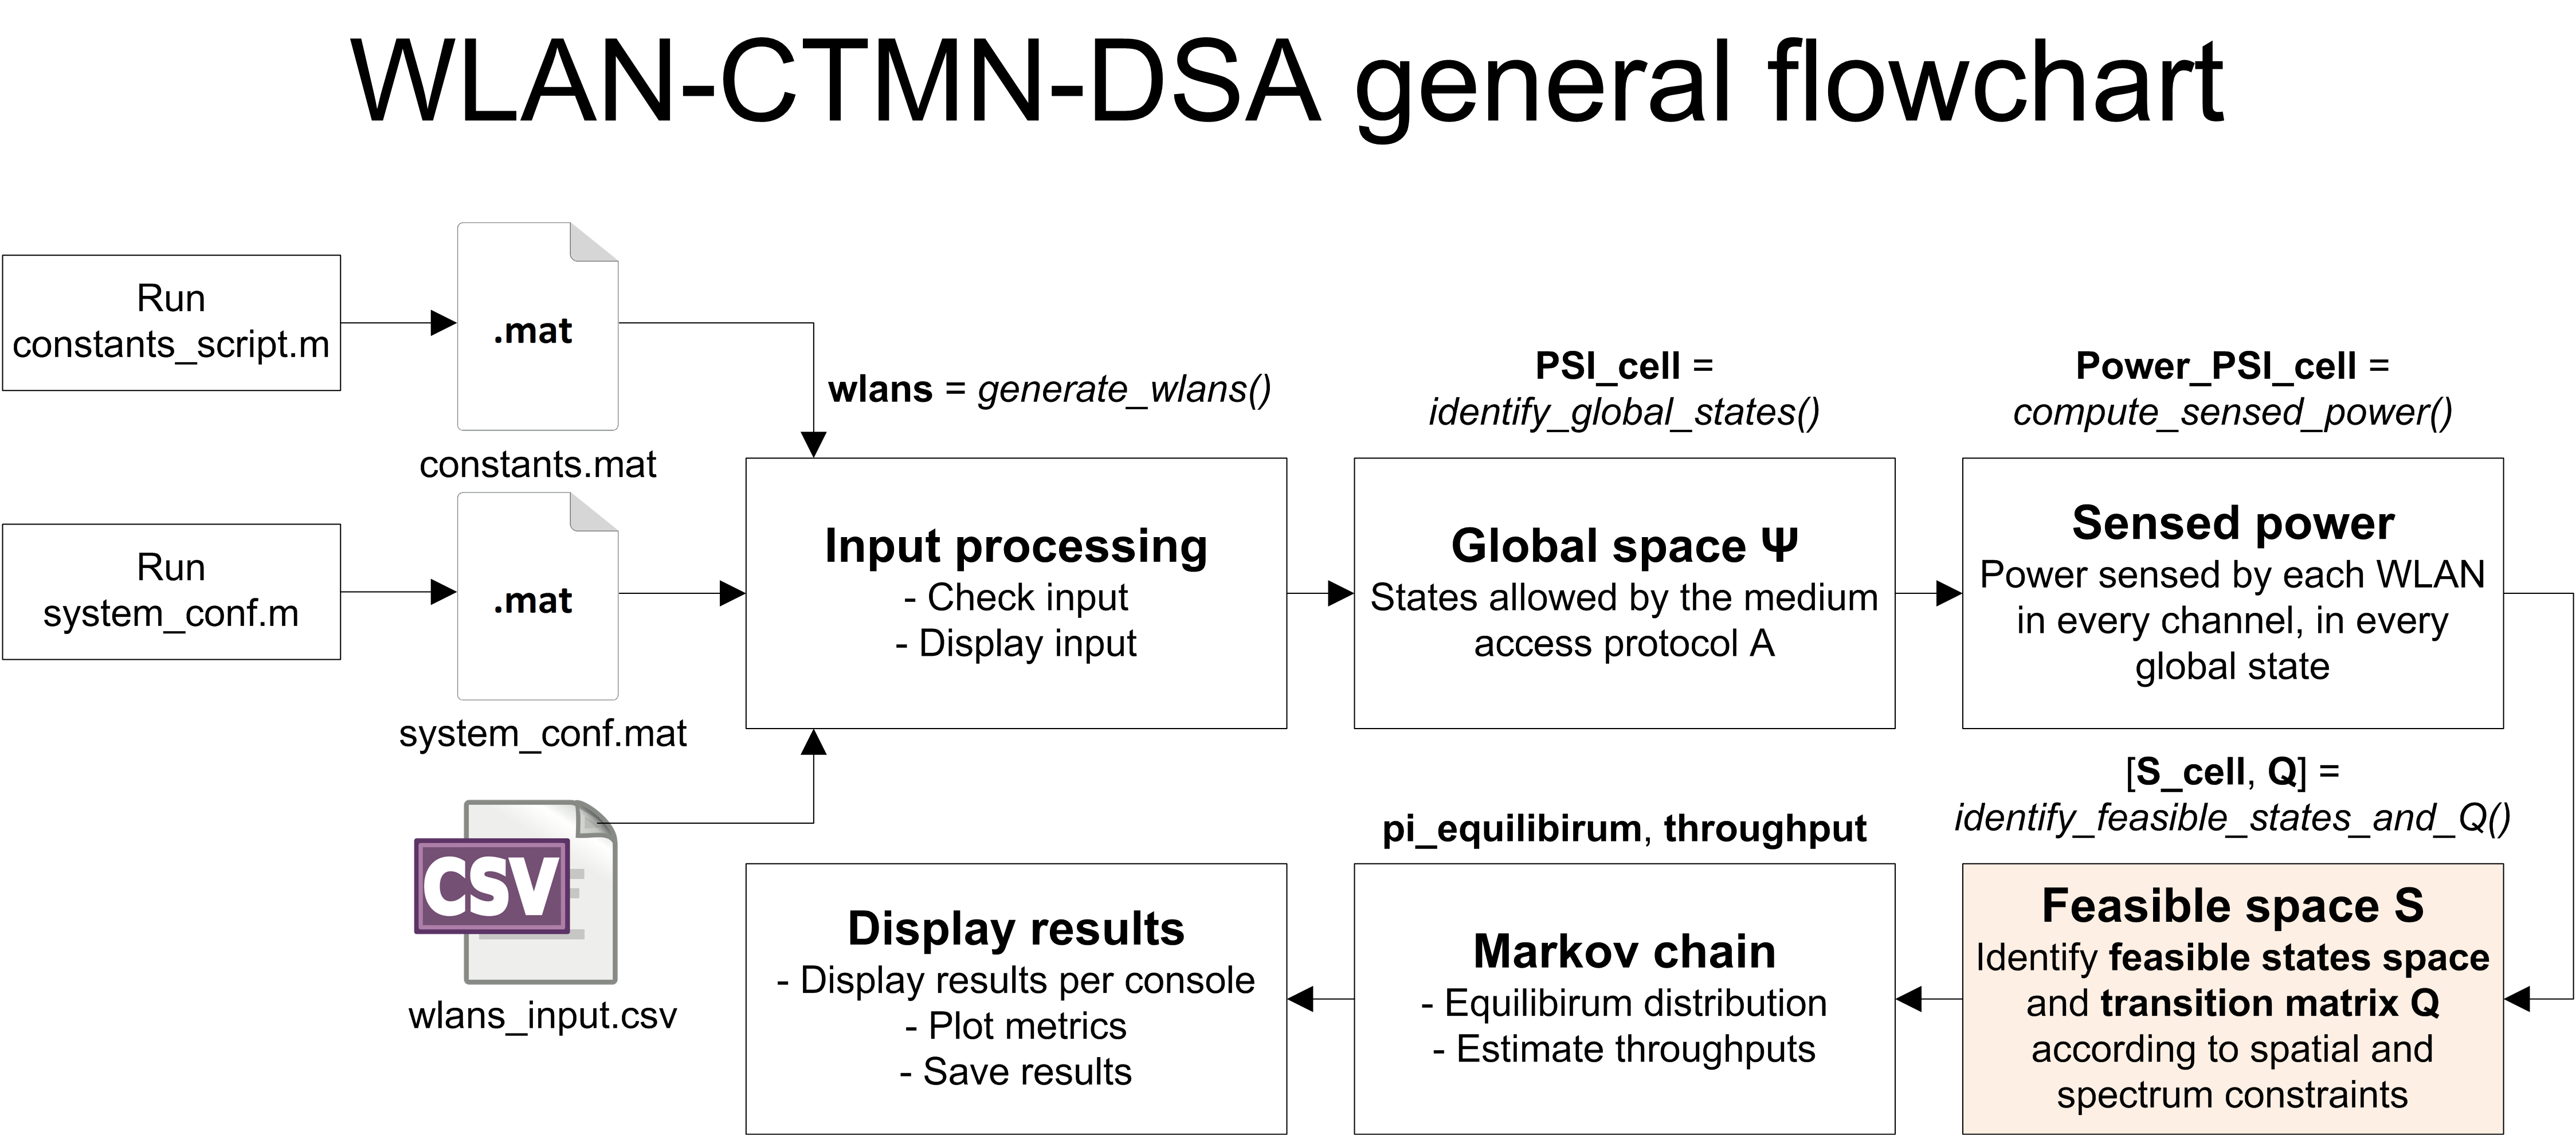 WLAN-CTMN-DSA general flowchart
Run
constants_script.m
.mat
constants.mat
Run
system_conf.m
.mat
system_conf.mat
CSV
wlans_input.csv
wlans = generate_wlans()
Input processing
- Check input
- Display input
PSI_cell =
identify_global_states()
Global space Ψ
States allowed by the medium
access protocol A
Power_PSI_cell =
compute_sensed_power()
Sensed power
Power sensed by each WLAN
in every channel, in every
global state
[S_cell, Q] =
identify_feasible_states_and_Q()
Feasible space S
Identify feasible states space
and transition matrix Q
according to spatial and
spectrum constraints
pi_equilibirum, throughput
Markov chain
- Equilibirum distribution
- Estimate throughputs
Display results
- Display results per console
- Plot metrics
- Save results